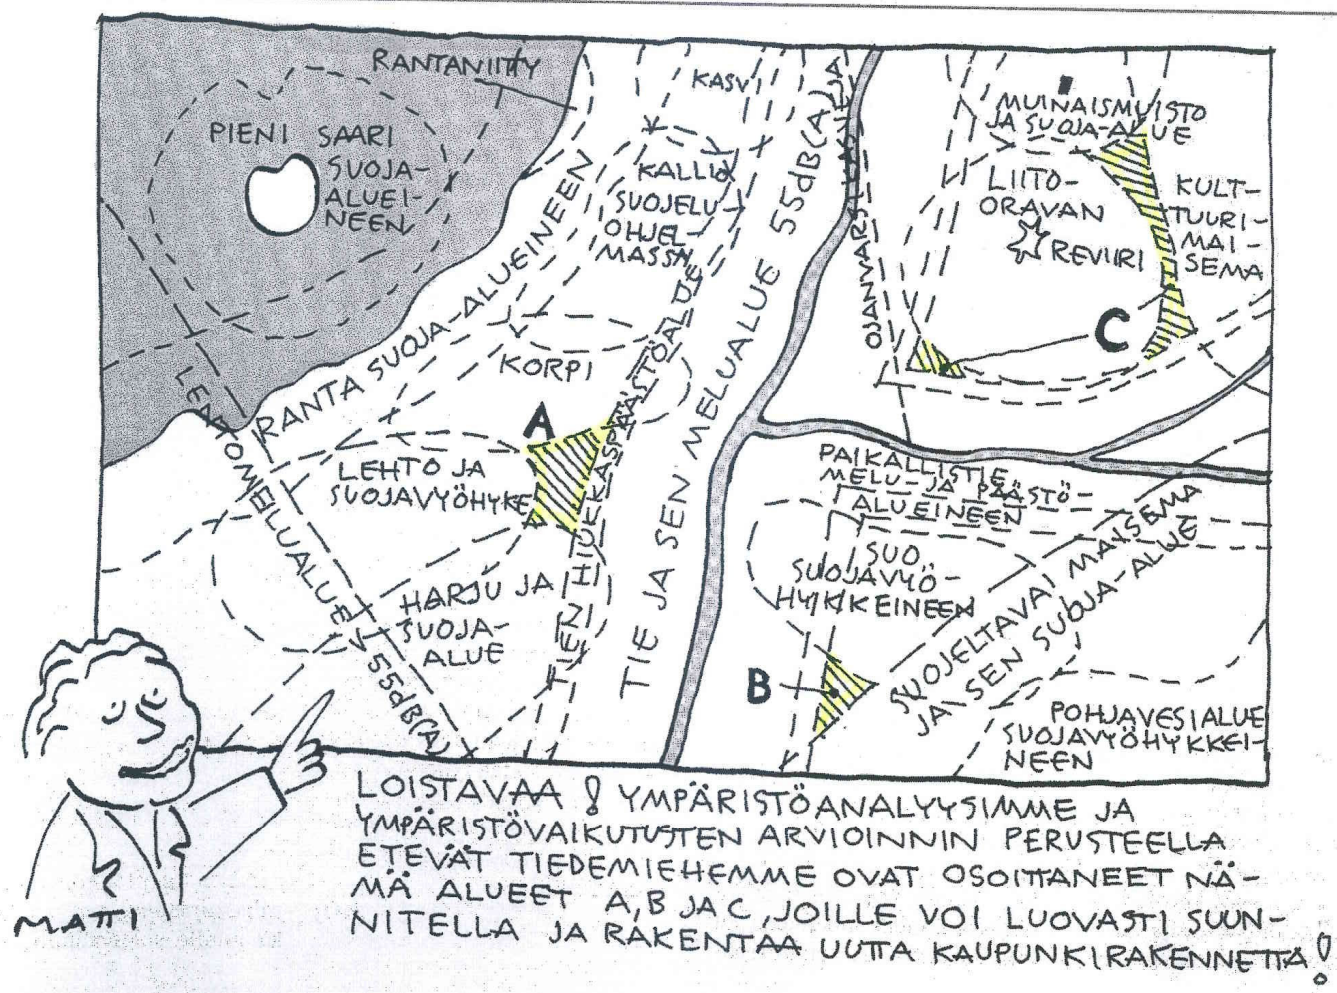 RANTANIITTY
PIENI SAARI
SUOJA-
ALUEI-
NEEN
RANTA SUOJA-ALUEINEEN
LENTOMELUALUE > 55dB(A)
KASV
KALLIO
SUOJELU-
OHJEL-
MASSA
KORPI
A
LEHTO JA
SUOJAVYÖHYKE
HARJU JA
SUOJA-
ALUE
TIEN HIUKKASPÄÄSTÖALUE
TIE JA SEN MELUALUE 55dB(A)
MUINAISMUISTO
JA SUOJA-ALUE
LIITO-
ORAVAN
REVIIRI
KULT-
TUURI-
MAI-
SEMA
C
PAIKALLISTIE
MELU- JA PÄÄSTÖ-
ALUEINEEN
SUO
SUOJAVYÖ-
HYKKEINEEN
B
SUOJELTAVA MAISEMA
JA SEN SUOJA-ALUE
POHJAVESIALUE
SUOJAVYÖHYKKEI-
NEEN
LOISTAVAA! YMPÄRISTÖANALYYSIMME JA
YMPÄRISTÖVAIKUTUSTEN ARVIOINNIN PERUSTEELLA
ETEVÄT TIEDEMIEHEMME OVAT OSOITTANEET NÄ-
MÄ ALUEET A, B JA C, JOILLE VOI LUOVASTI SUUN-
NITELLA JA RAKENTAA UUTTA KAUPUNKIRAKENNETTA!
MATTI